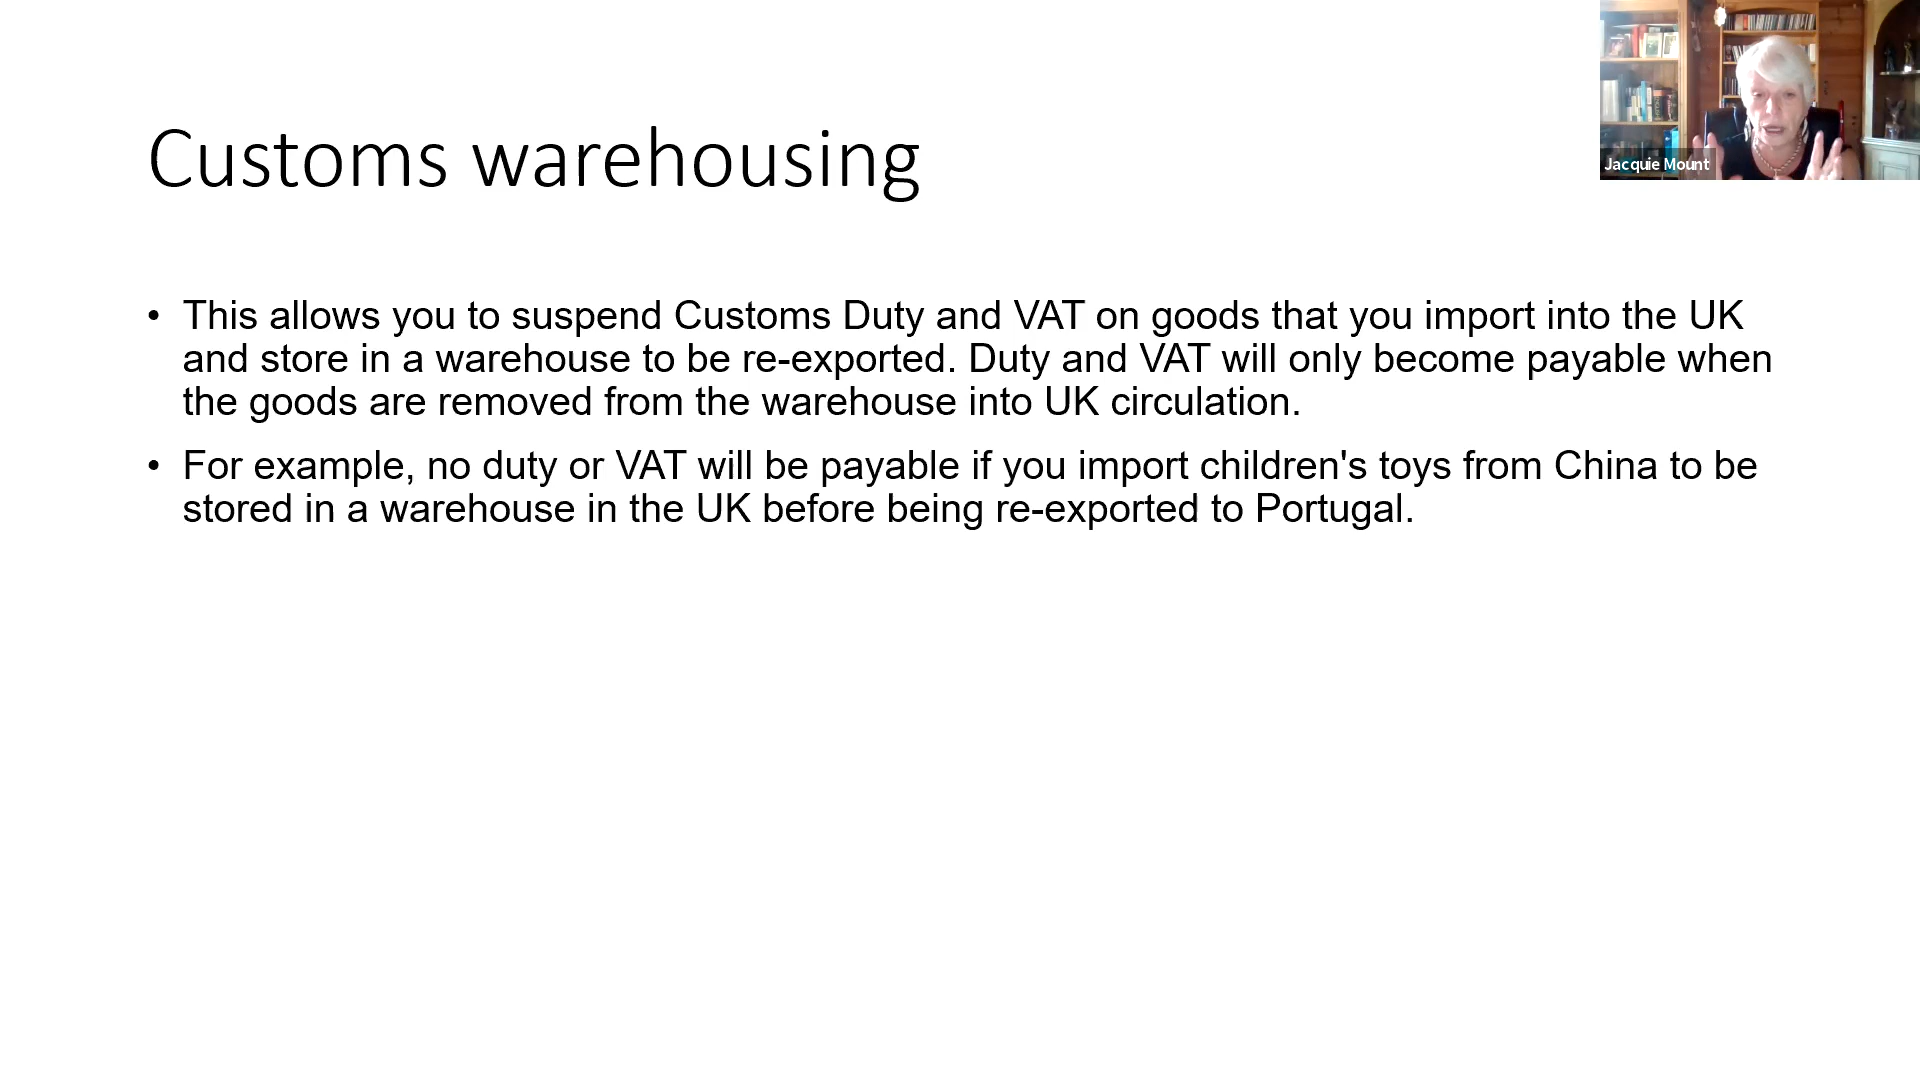 Customs warehousing
Jacquie Mount
• This allows you to suspend Customs Duty and VAT on goods that you import into the UK
and store in a warehouse to be re-exported. Duty and VAT will only become payable when
the goods are removed from the warehouse into UK circulation.
• For example, no duty or VAT will be payable if you import children's toys from China to be
stored in a warehouse in the UK before being re-exported to Portugal.